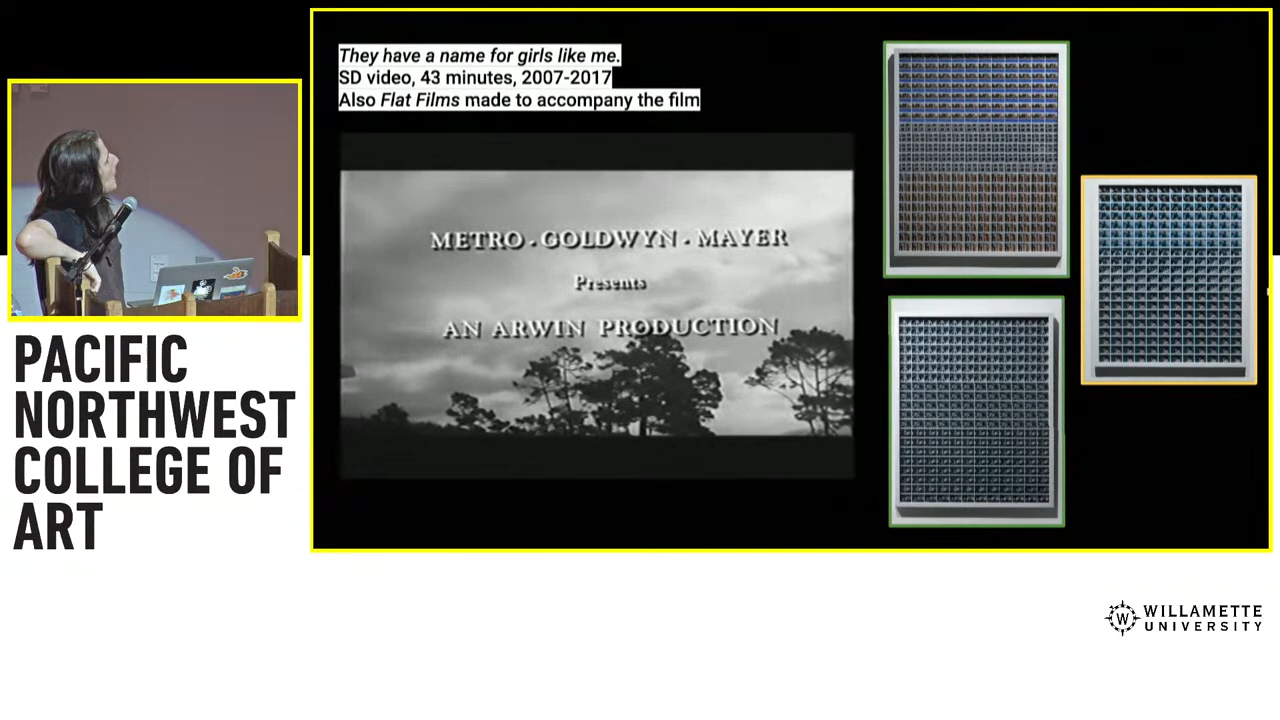 They have a name for girls like me.
SD video, 43 minutes, 2007-2017
Also Flat Films made to accompany the film
METRO - GOLDWYN - MAYER
Presents
AN ARWIN PRODUCTION
PACIFIC
NORTHWEST
COLLEGE OF
ART
W
WILLAMETTE
UNIVERSITY